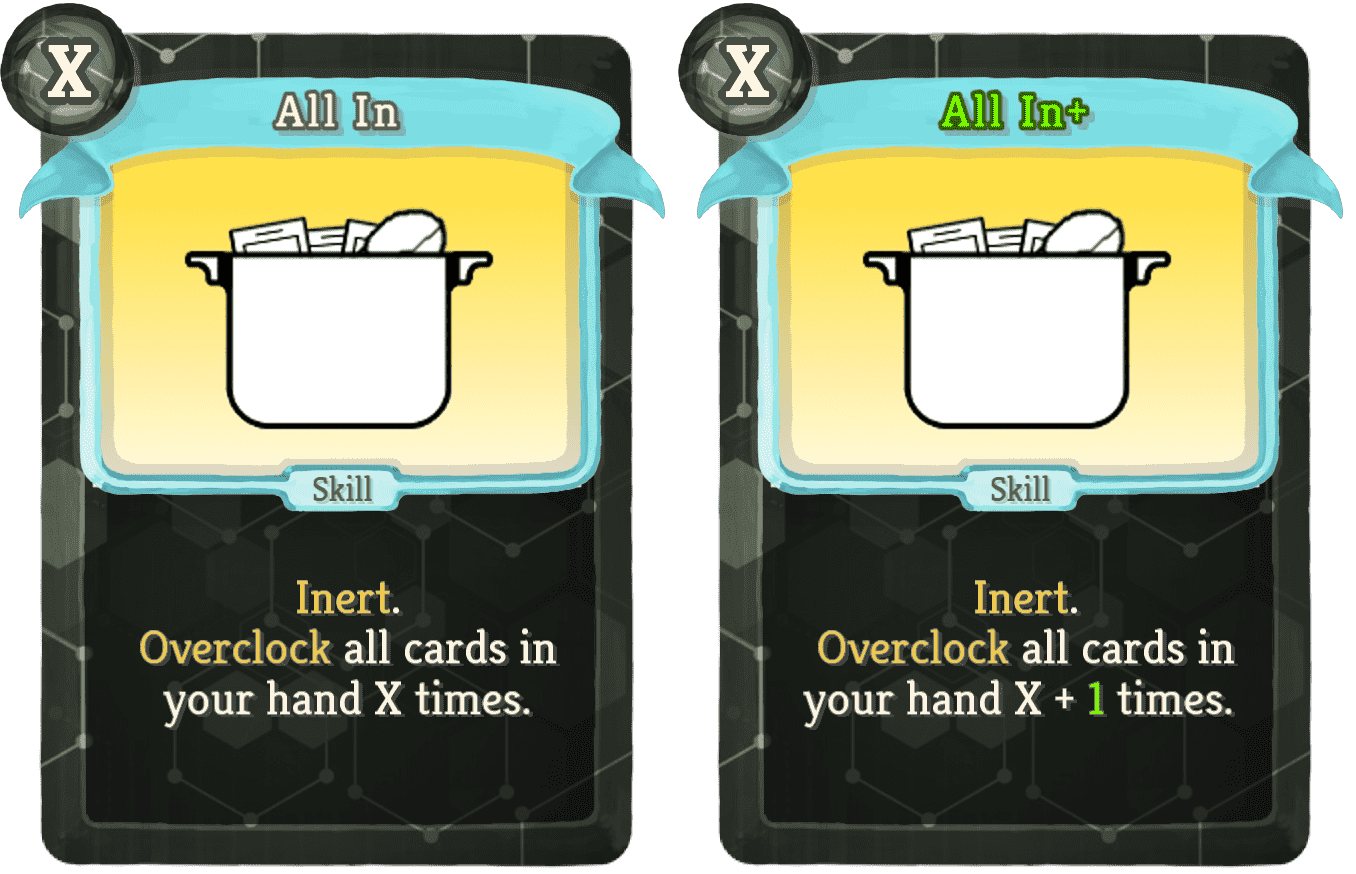 X
All In
Skill
Inert.
Overclock all cards in
your hand X times.
X
All In+
Skill
Inert.
Overclock all cards in
your hand X + 1 times.